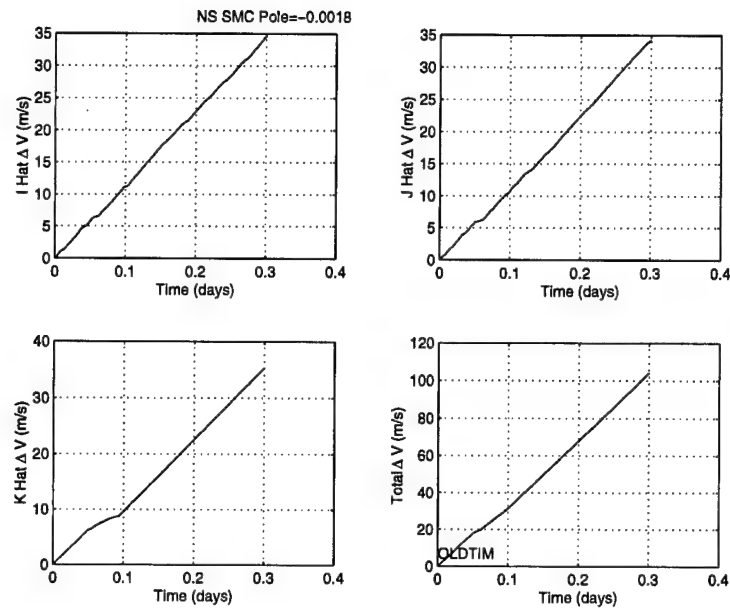 NS SMC Pole=-0.0018
I Hat Δ V (m/s)
35
30
25
20
15
10
5
0
0 0.1 0.2 0.3 0.4
Time (days)
J Hat Δ V (m/s)
35
30
25
20
15
10
5
0
0 0.1 0.2 0.3 0.4
Time (days)
K Hat Δ V (m/s)
40
30
20
10
0
0 0.1 0.2 0.3 0.4
Time (days)
Total Δ V (m/s)
120
100
80
60
40
20
0
OLDTIM
0 0.1 0.2 0.3 0.4
Time (days)